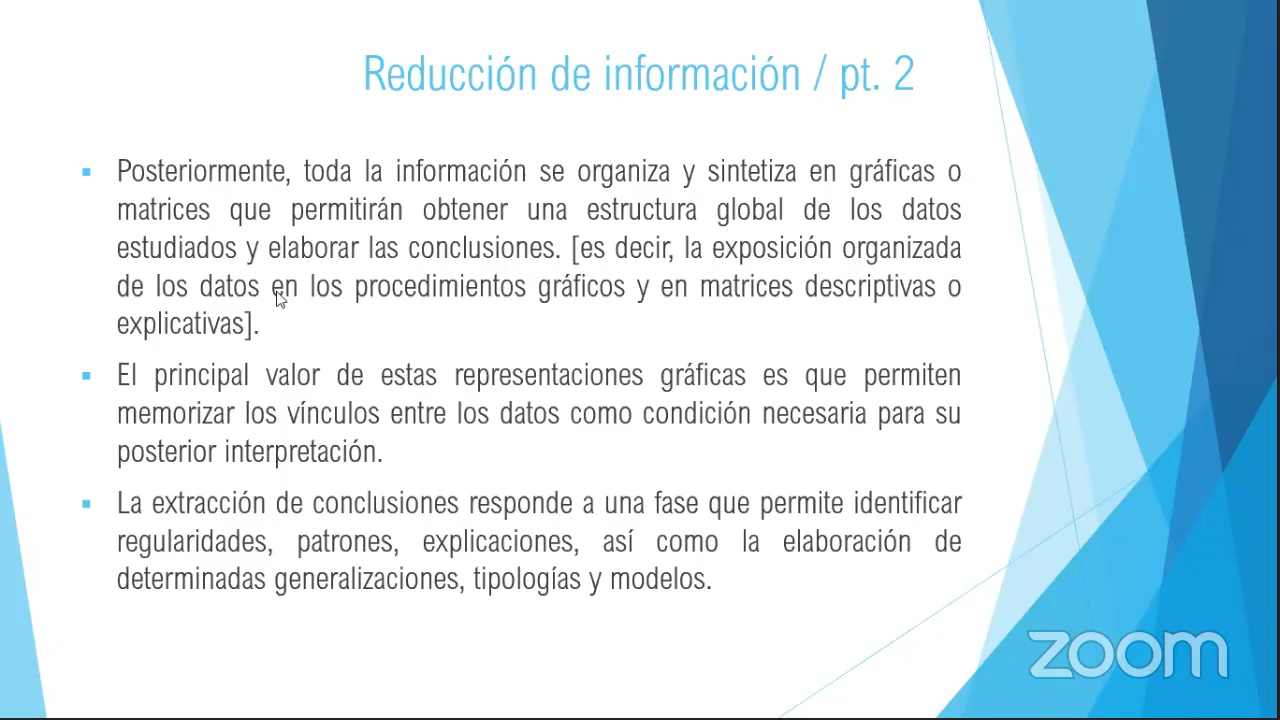 Reducción de información / pt. 2
▪ Posteriormente, toda la información se organiza y sintetiza en gráficas o
matrices que permitirán obtener una estructura global de los datos
estudiados y elaborar las conclusiones. [es decir, la exposición organizada
de los datos en los procedimientos gráficos y en matrices descriptivas o
explicativas].
▪ El principal valor de estas representaciones gráficas es que permiten
memorizar los vínculos entre los datos como condición necesaria para su
posterior interpretación.
▪ La extracción de conclusiones responde a una fase que permite identificar
regularidades, patrones, explicaciones, así como la elaboración de
determinadas generalizaciones, tipologías y modelos.
zoom